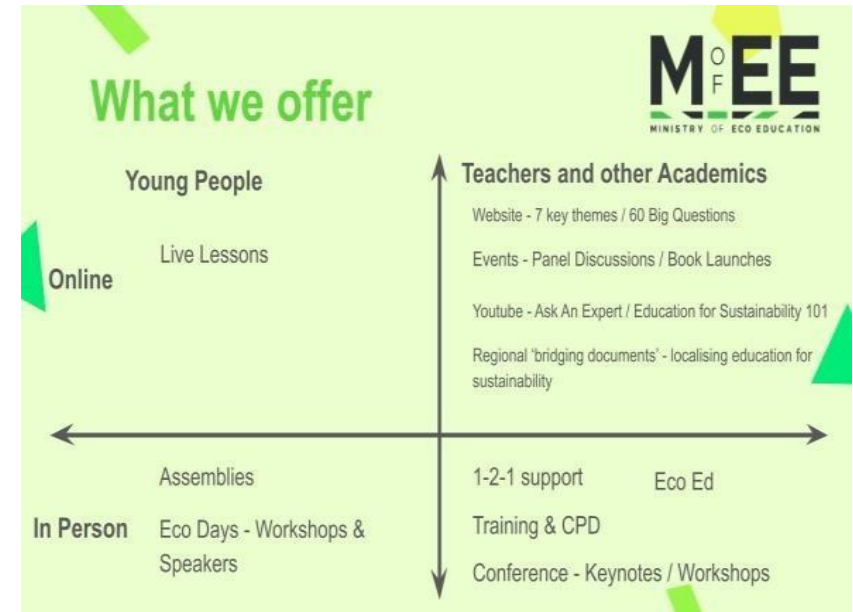 What we offer
M OF EE
MINISTRY OF ECO EDUCATION
Young People
Teachers and other Academics
Online
Live Lessons
Website - 7 key themes / 60 Big Questions
Events - Panel Discussions / Book Launches
Youtube - Ask An Expert / Education for Sustainability 101
Regional ‘bridging documents’ - localising education for
sustainability
In Person
Assemblies
Eco Days - Workshops &
Speakers
1-2-1 support
Eco Ed
Training & CPD
Conference - Keynotes / Workshops